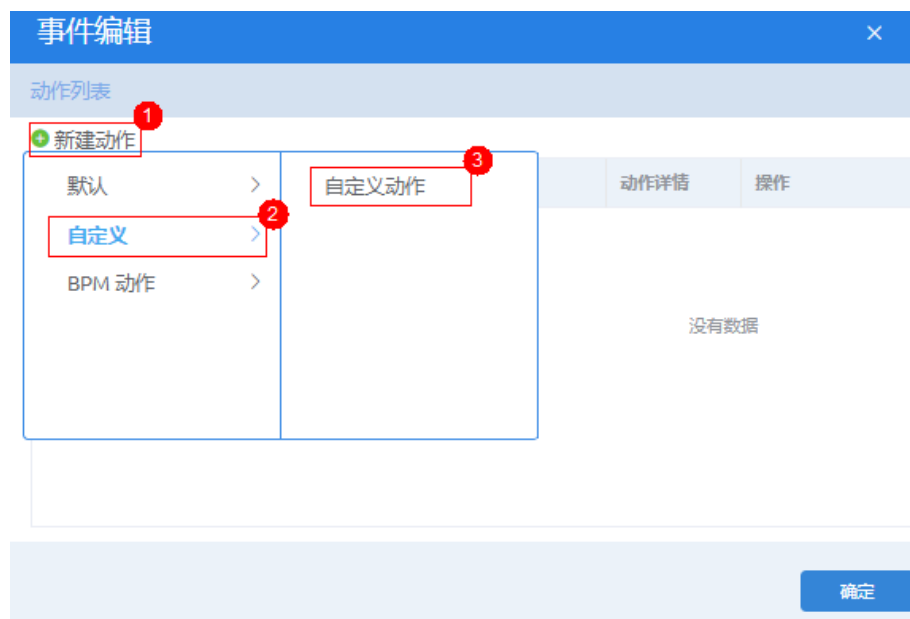 事件编辑
动作列表
1
新建动作
3
默认
自定义动作
动作详情
操作
2
自定义
BPM 动作
没有数据
确定